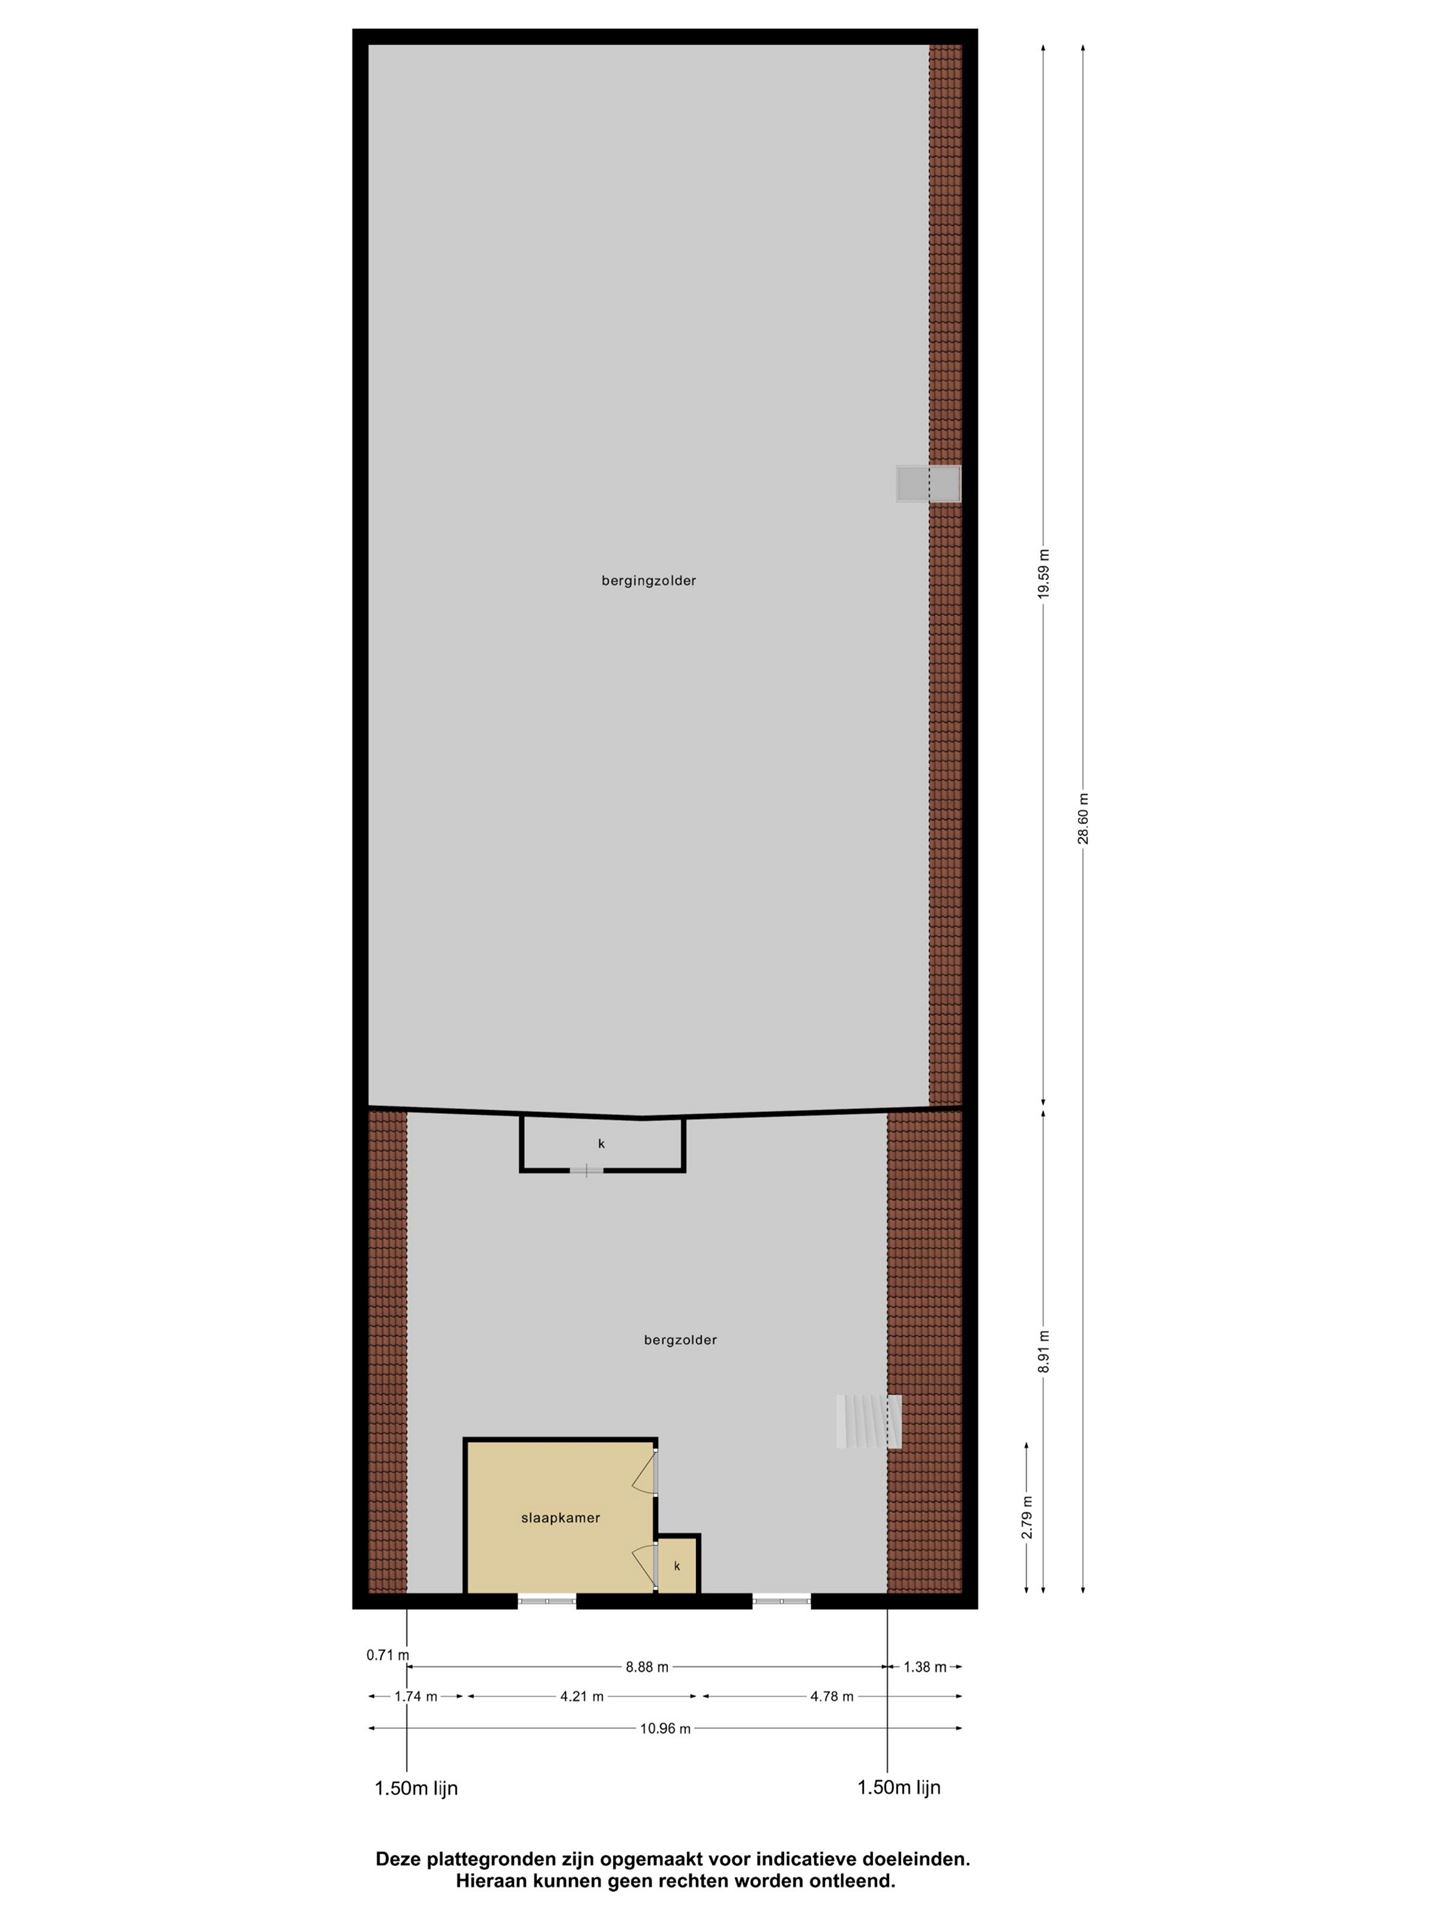 bergingzolder
19.59 m
28.60 m
k
bergzolder
8.91 m
2.79 m
slaapkamer
k
0.71 m
8.88 m
1.38 m
1.74 m
4.21 m
4.78 m
10.96 m
1.50m lijn
1.50m lijn
Deze plattegronden zijn opgemaakt voor indicatieve doeleinden.
Hieraan kunnen geen rechten worden ontleend.